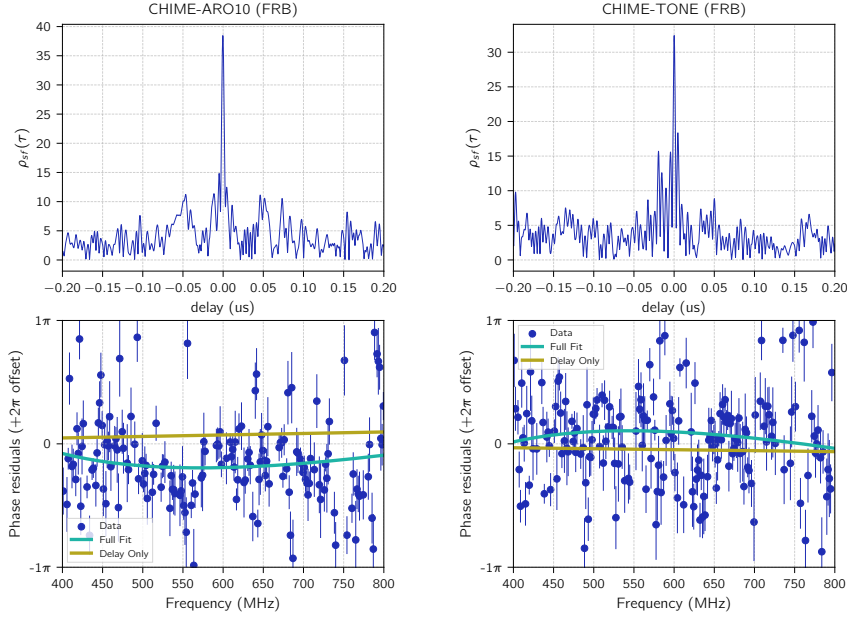 CHIME-ARO10 (FRB)
40
35
30
25
20
15
10
5
0
ρsf(τ)
−0.20 −0.15 −0.10 −0.05 0.00 0.05 0.10 0.15 0.20
delay (us)
CHIME-TONE (FRB)
30
25
20
15
10
5
0
ρsf(τ)
−0.20 −0.15 −0.10 −0.05 0.00 0.05 0.10 0.15 0.20
delay (us)
1π
0
-1π
Phase residuals (+2π offset)
Data
Full Fit
Delay Only
400 450 500 550 600 650 700 750 800
Frequency (MHz)
1π
0
-1π
Phase residuals (+2π offset)
Data
Full Fit
Delay Only
400 450 500 550 600 650 700 750 800
Frequency (MHz)